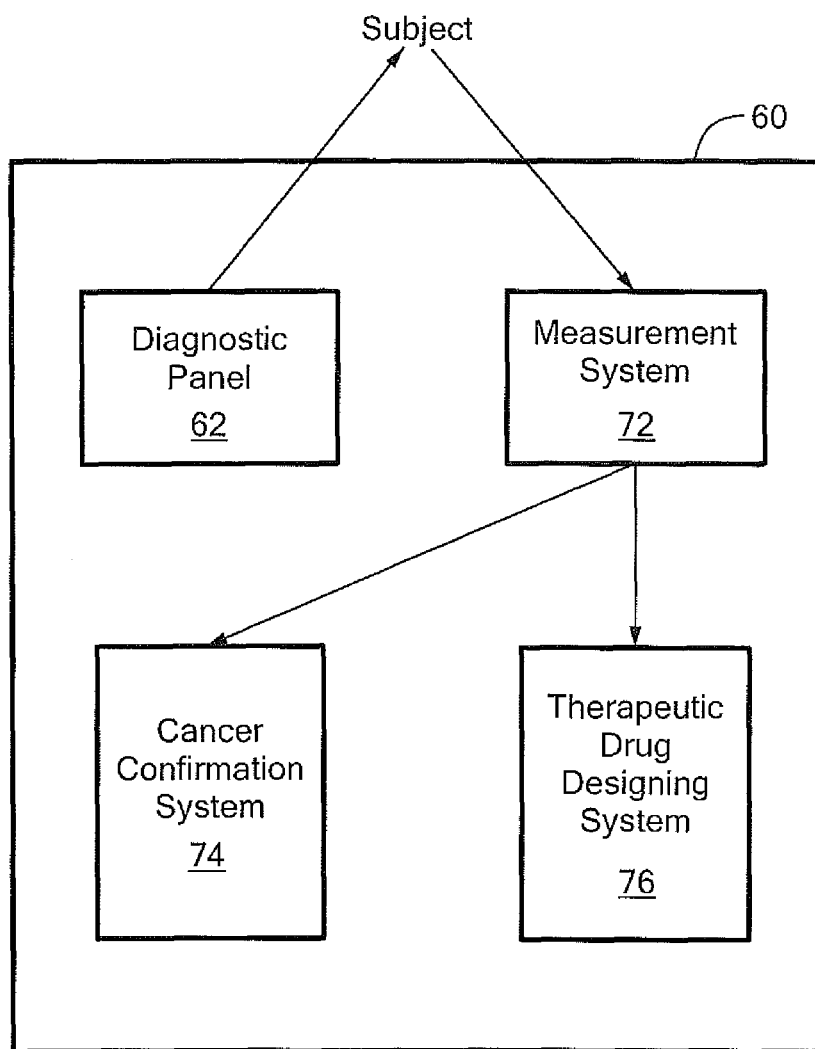 Subject
60
Diagnostic
Panel
62
Measurement
System
72
Cancer
Confirmation
System
74
Therapeutic
Drug
Designing
System
76